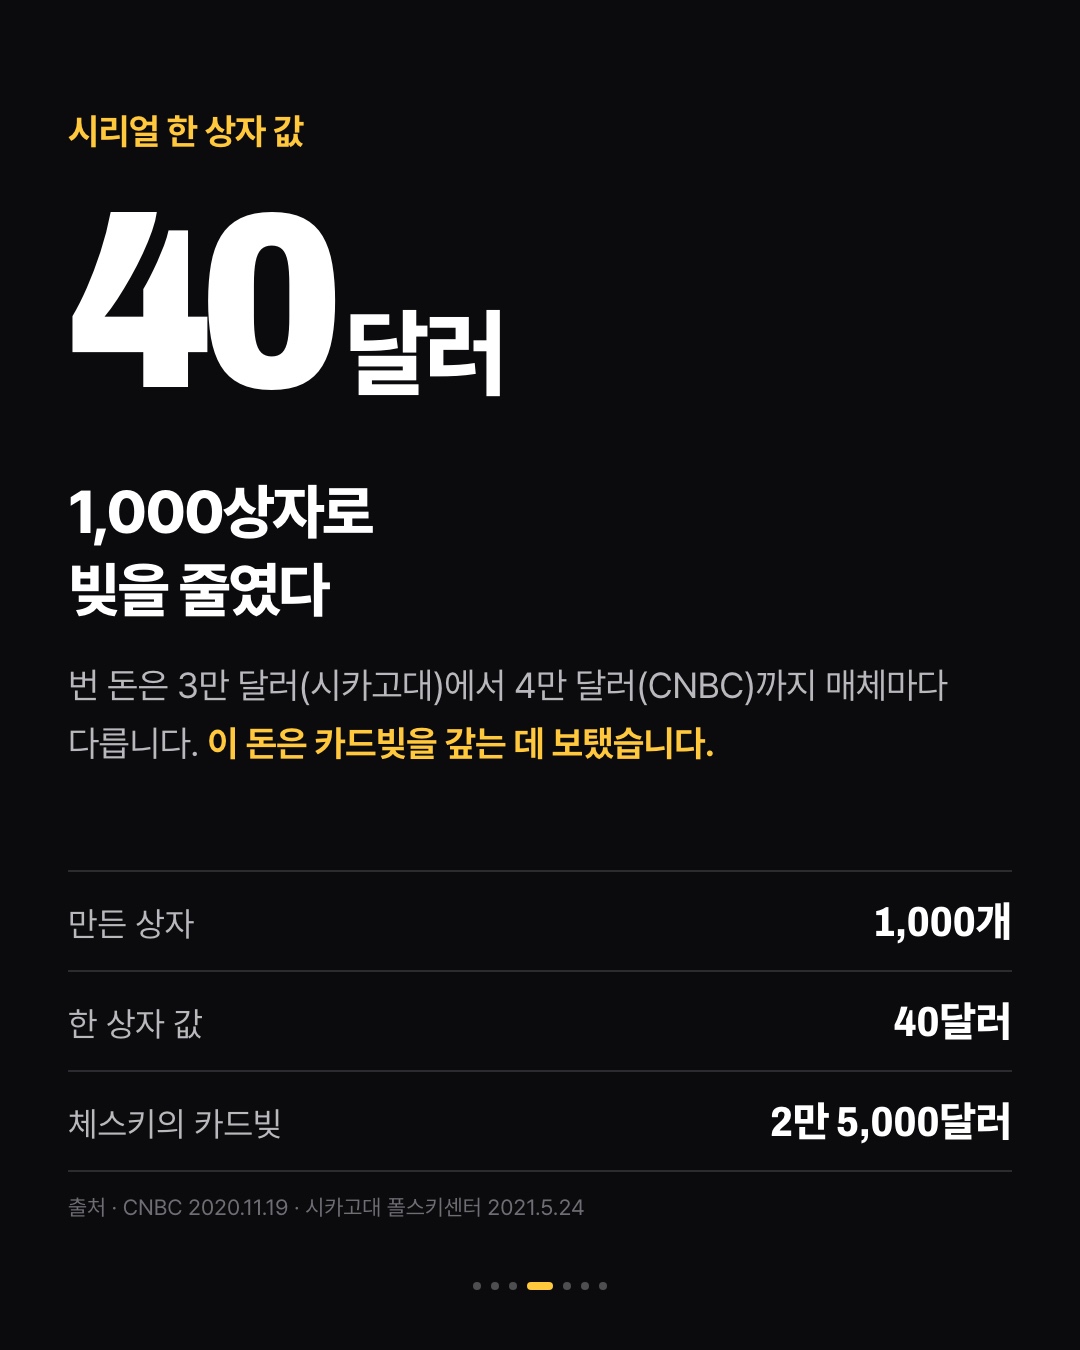 시리얼 한 상자 값
40달러
1,000상자로
빚을 줄였다
번 돈은 3만 달러(시카고대)에서 4만 달러(CNBC)까지 매체마다
다릅니다. 이 돈은 카드빚을 갚는 데 보탰습니다.
만든 상자 1,000개
한 상자 값 40달러
체스키의 카드빚 2만 5,000달러
출처 · CNBC 2020.11.19 · 시카고대 폴스키센터 2021.5.24